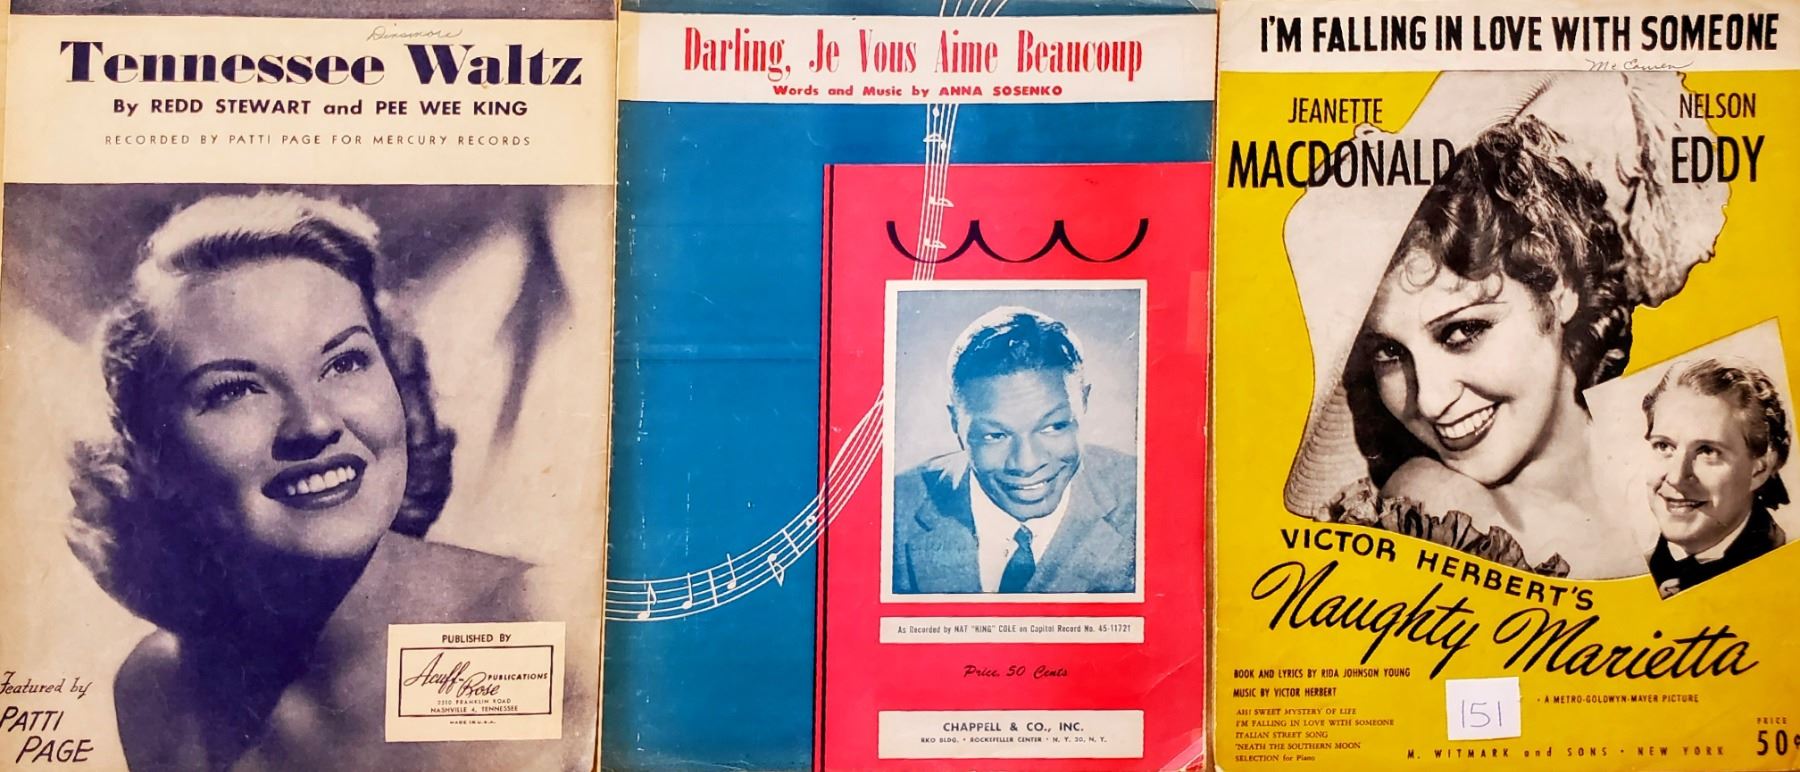 Dinsmore
Tennessee Waltz
By REDD STEWART and PEE WEE KING
RECORDED BY PATTI PAGE FOR MERCURY RECORDS
PUBLISHED BY
Acuff-Rose PUBLICATIONS
2510 FRANKLIN ROAD
NASHVILLE 4, TENNESSEE
MADE IN U.S.A.
Featured by
PATTI
PAGE
Darling, Je Vous Aime Beaucoup
Words and Music by ANNA SOSENKO
As Recorded by NAT "KING" COLE on Capitol Record No. 45-11721
Price, 50 Cents
CHAPPELL & CO., INC.
RKO BLDG. • ROCKEFELLER CENTER • N. Y. 20, N. Y.
I'M FALLING IN LOVE WITH SOMEONE
JEANETTE
MACDONALD
NELSON
EDDY
VICTOR HERBERT'S
Naughty Marietta
BOOK AND LYRICS BY RIDA JOHNSON YOUNG
MUSIC BY VICTOR HERBERT
• A METRO-GOLDWYN-MAYER PICTURE
AH! SWEET MYSTERY OF LIFE
I'M FALLING IN LOVE WITH SOMEONE
ITALIAN STREET SONG
'NEATH THE SOUTHERN MOON
SELECTION for Piano
151
M. WITMARK and SONS • NEW YORK
PRICE
50¢